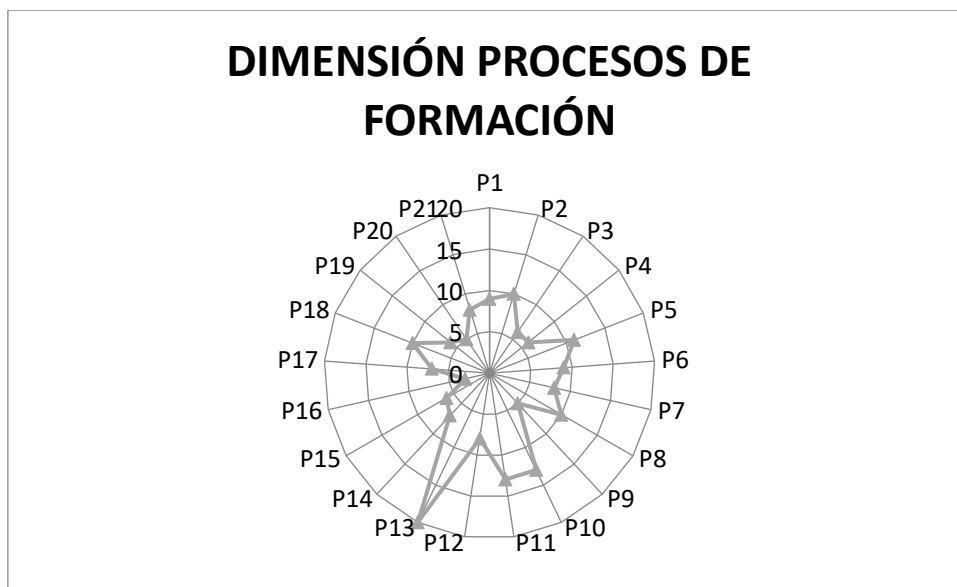 DIMENSIÓN PROCESOS DE
FORMACIÓN
P1
P2
P3
P4
P5
P6
P7
P8
P9
P10
P11
P12
P13
P14
P15
P16
P17
P18
P19
P20
P21
20
15
10
5
0